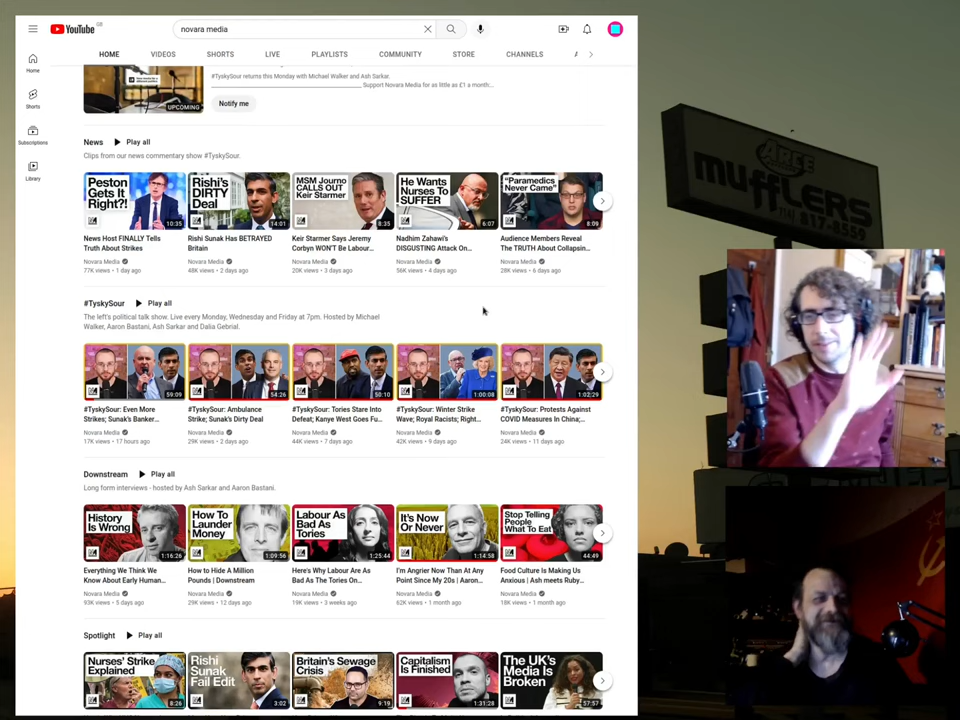 YouTube GB
novara media
HOME VIDEOS SHORTS LIVE PLAYLISTS COMMUNITY STORE CHANNELS
Home
Shorts
Subscriptions
Library
#TyskySour returns this Monday with Michael Walker and Ash Sarkar.
Support Novara Media for as little as £1 a month:...
UPCOMING
Notify me
News Play all
Clips from our news commentary show #TyskySour.
Peston Gets It Right?!
10:35
Rishi's DIRTY Deal
14:01
MSM Journo CALLS OUT Keir Starmer
8:35
He Wants Nurses To SUFFER
6:07
"Paramedics Never Came"
8:09
News Host FINALLY Tells Truth About Strikes
Novara Media
77K views • 1 day ago
Rishi Sunak Has BETRAYED Britain
Novara Media
48K views • 2 days ago
Keir Starmer Says Jeremy Corbyn WON'T Be Labour...
Novara Media
20K views • 3 days ago
Nadhim Zahawi's DISGUSTING Attack On...
Novara Media
56K views • 4 days ago
Audience Members Reveal The TRUTH About Collapsin...
Novara Media
28K views • 6 days ago
#TyskySour Play all
The left's political talk show. Live every Monday, Wednesday and Friday at 7pm. Hosted by Michael
Walker, Aaron Bastani, Ash Sarkar and Dalia Gebrial.
59:09
54:26
50:10
1:00:08
1:02:29
#TyskySour: Even More Strikes; Sunak's Banker...
Novara Media
17K views • 17 hours ago
#TyskySour: Ambulance Strike; Sunak's Dirty Deal
Novara Media
29K views • 2 days ago
#TyskySour: Tories Stare Into Defeat; Kanye West Goes Fu...
Novara Media
44K views • 7 days ago
#TyskySour: Winter Strike Wave; Royal Racists; Right...
Novara Media
42K views • 9 days ago
#TyskySour: Protests Against COVID Measures In China;...
Novara Media
24K views • 11 days ago
Downstream Play all
Long form interviews - hosted by Ash Sarkar and Aaron Bastani.
History Is Wrong
1:16:26
How To Launder Money
1:09:56
Labour As Bad As Tories
1:25:44
It's Now Or Never
1:14:58
Stop Telling People What To Eat
44:49
Everything We Think We Know About Early Human...
Novara Media
93K views • 5 days ago
How to Hide A Million Pounds | Downstream
Novara Media
29K views • 12 days ago
Here's Why Labour Are As Bad As The Tories On...
Novara Media
19K views • 3 weeks ago
I'm Angrier Now Than At Any Point Since My 20s | Aaron...
Novara Media
62K views • 1 month ago
Food Culture Is Making Us Anxious | Ash meets Ruby...
Novara Media
18K views • 1 month ago
Spotlight Play all
Nurses' Strike Explained
8:26
Rishi Sunak Fail Edit
3:02
Britain's Sewage Crisis
9:19
Capitalism Is Finished
1:31:28
The UK's Media Is Broken
57:57
mufflers
817-8559